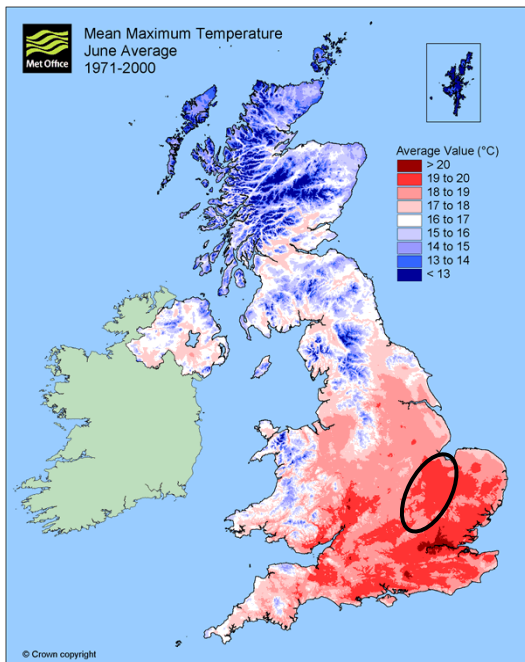 Met Office
Mean Maximum Temperature
June Average
1971-2000
Average Value (°C)
> 20
19 to 20
18 to 19
17 to 18
16 to 17
15 to 16
14 to 15
13 to 14
< 13
© Crown copyright